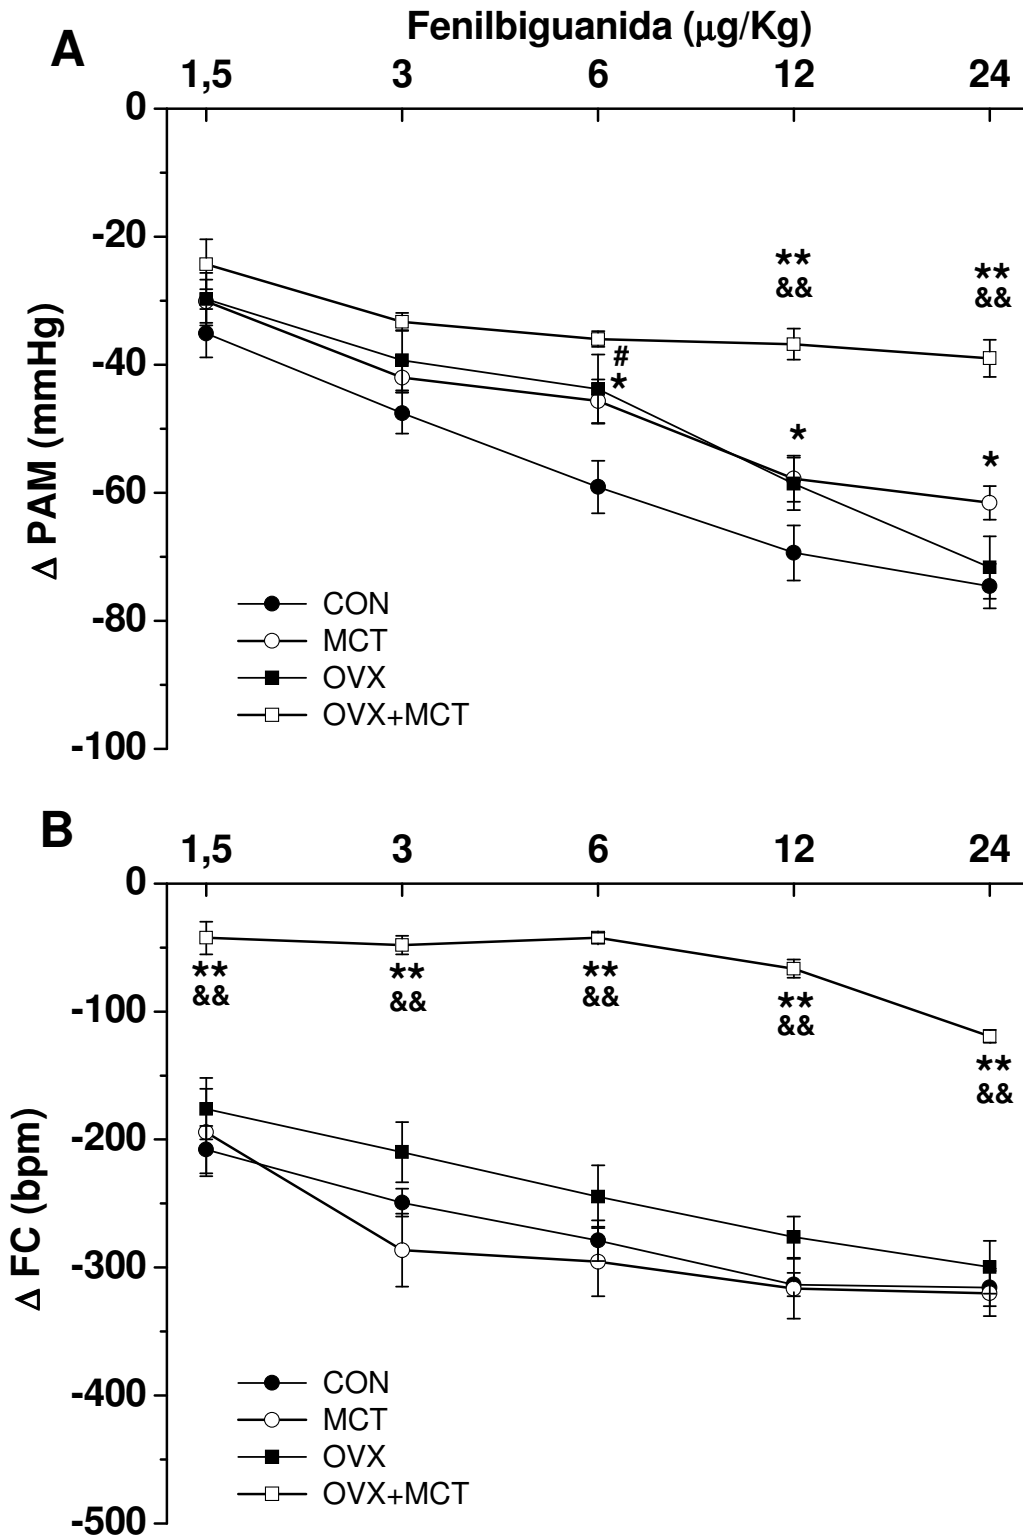 Fenilbiguanida (μg/Kg)
A
1,5 3 6 12 24
0
-20
-40
-60
-80
-100
Δ PAM (mmHg)
** **
&& &&
#
*
*
*
CON
MCT
OVX
OVX+MCT
B
1,5 3 6 12 24
0
-100
-200
-300
-400
-500
Δ FC (bpm)
** ** ** ** **
&& && && && &&
CON
MCT
OVX
OVX+MCT